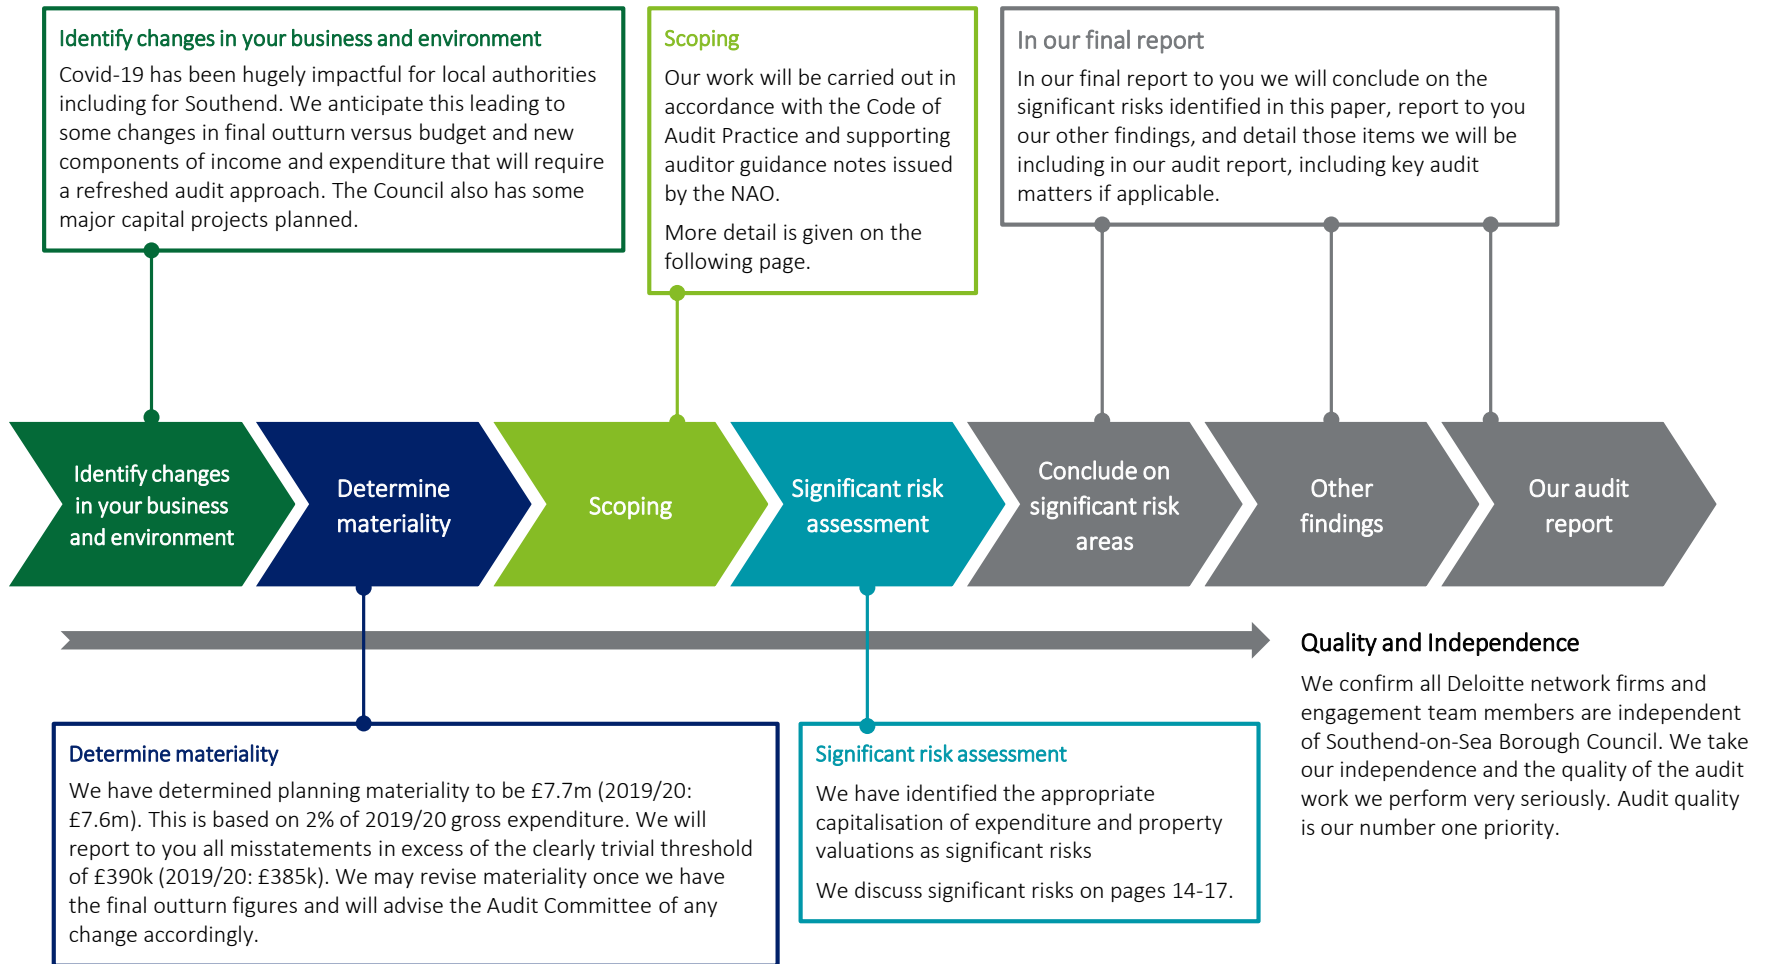 Identify changes in your business and environment
Covid-19 has been hugely impactful for local authorities
including for Southend. We anticipate this leading to
some changes in final outturn versus budget and new
components of income and expenditure that will require
a refreshed audit approach. The Council also has some
major capital projects planned.
Scoping
Our work will be carried out in
accordance with the Code of
Audit Practice and supporting
auditor guidance notes issued
by the NAO.
More detail is given on the
following page.
In our final report
In our final report to you we will conclude on the
significant risks identified in this paper, report to you
our other findings, and detail those items we will be
including in our audit report, including key audit
matters if applicable.
Identify changes
in your business
and environment
Determine
materiality
Scoping
Significant risk
assessment
Conclude on
significant risk
areas
Other
findings
Our audit
report
Determine materiality
We have determined planning materiality to be £7.7m (2019/20:
£7.6m). This is based on 2% of 2019/20 gross expenditure. We will
report to you all misstatements in excess of the clearly trivial threshold
of £390k (2019/20: £385k). We may revise materiality once we have
the final outturn figures and will advise the Audit Committee of any
change accordingly.
Significant risk assessment
We have identified the appropriate
capitalisation of expenditure and property
valuations as significant risks
We discuss significant risks on pages 14-17.
Quality and Independence
We confirm all Deloitte network firms and
engagement team members are independent
of Southend-on-Sea Borough Council. We take
our independence and the quality of the audit
work we perform very seriously. Audit quality
is our number one priority.